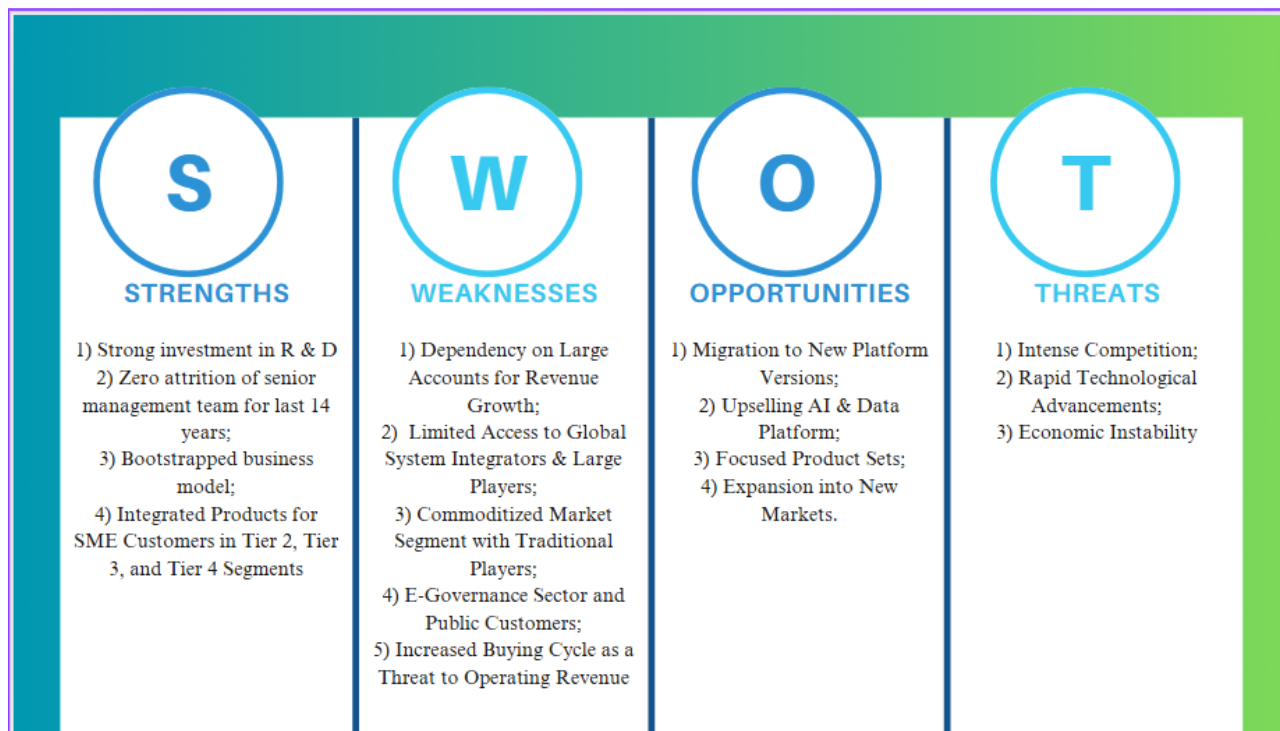 S
STRENGTHS
1) Strong investment in R & D
2) Zero attrition of senior
management team for last 14
years;
3) Bootstrapped business
model;
4) Integrated Products for
SME Customers in Tier 2, Tier
3, and Tier 4 Segments
W
WEAKNESSES
1) Dependency on Large
Accounts for Revenue
Growth;
2) Limited Access to Global
System Integrators & Large
Players;
3) Commoditized Market
Segment with Traditional
Players;
4) E-Governance Sector and
Public Customers;
5) Increased Buying Cycle as a
Threat to Operating Revenue
O
OPPORTUNITIES
1) Migration to New Platform
Versions;
2) Upselling AI & Data
Platform;
3) Focused Product Sets;
4) Expansion into New
Markets.
T
THREATS
1) Intense Competition;
2) Rapid Technological
Advancements;
3) Economic Instability